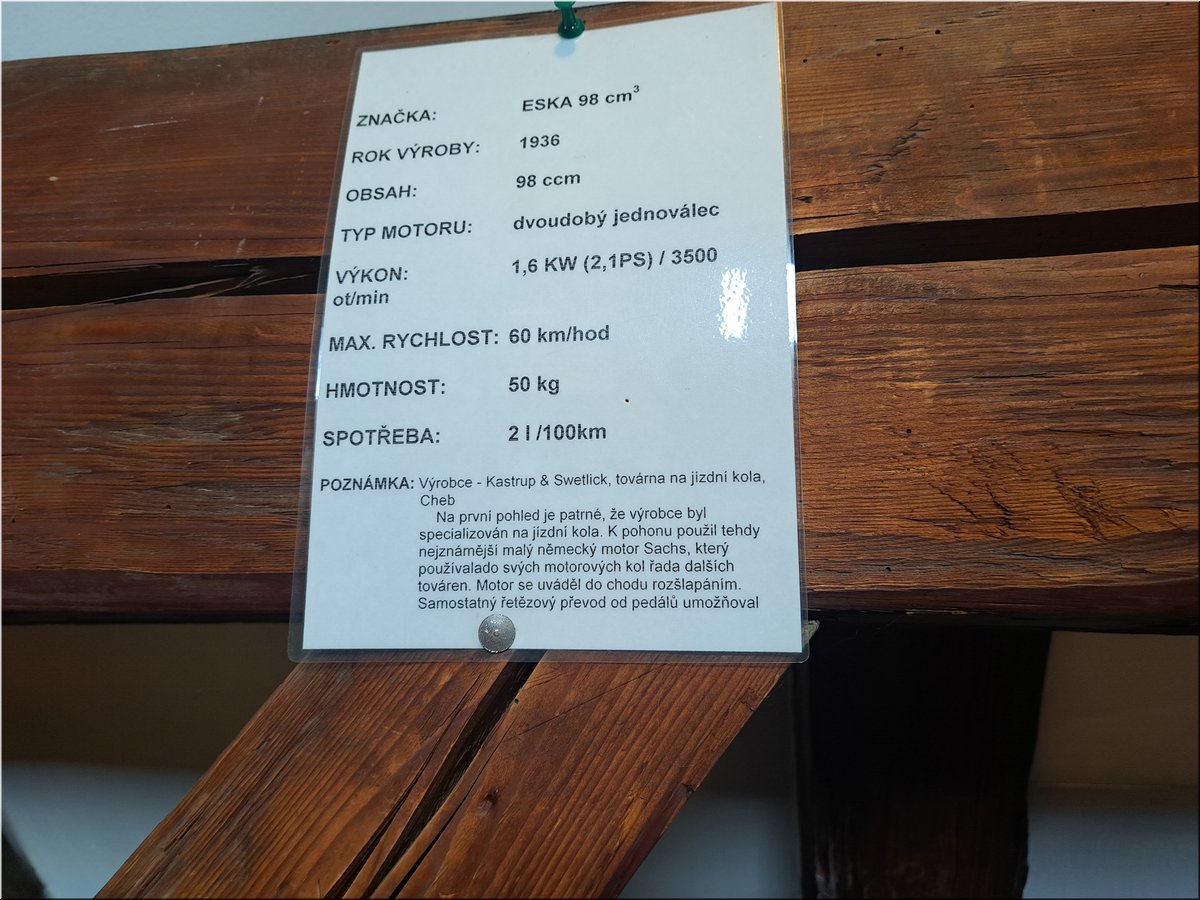 ZNAČKA: ESKA 98 cm³
ROK VÝROBY: 1936
OBSAH: 98 ccm
TYP MOTORU: dvoudobý jednoválec
VÝKON: 1,6 KW (2,1PS) / 3500
ot/min
MAX. RYCHLOST: 60 km/hod
HMOTNOST: 50 kg
SPOTŘEBA: 2 l /100km
POZNÁMKA: Výrobce - Kastrup & Swetlick, továrna na jízdní kola,
Cheb
Na první pohled je patrné, že výrobce byl
specializován na jízdní kola. K pohonu použil tehdy
nejznámější malý německý motor Sachs, který
používalado svých motorových kol řada dalších
továren. Motor se uváděl do chodu rozšlapáním.
Samostatný řetězový převod od pedálů umožňoval